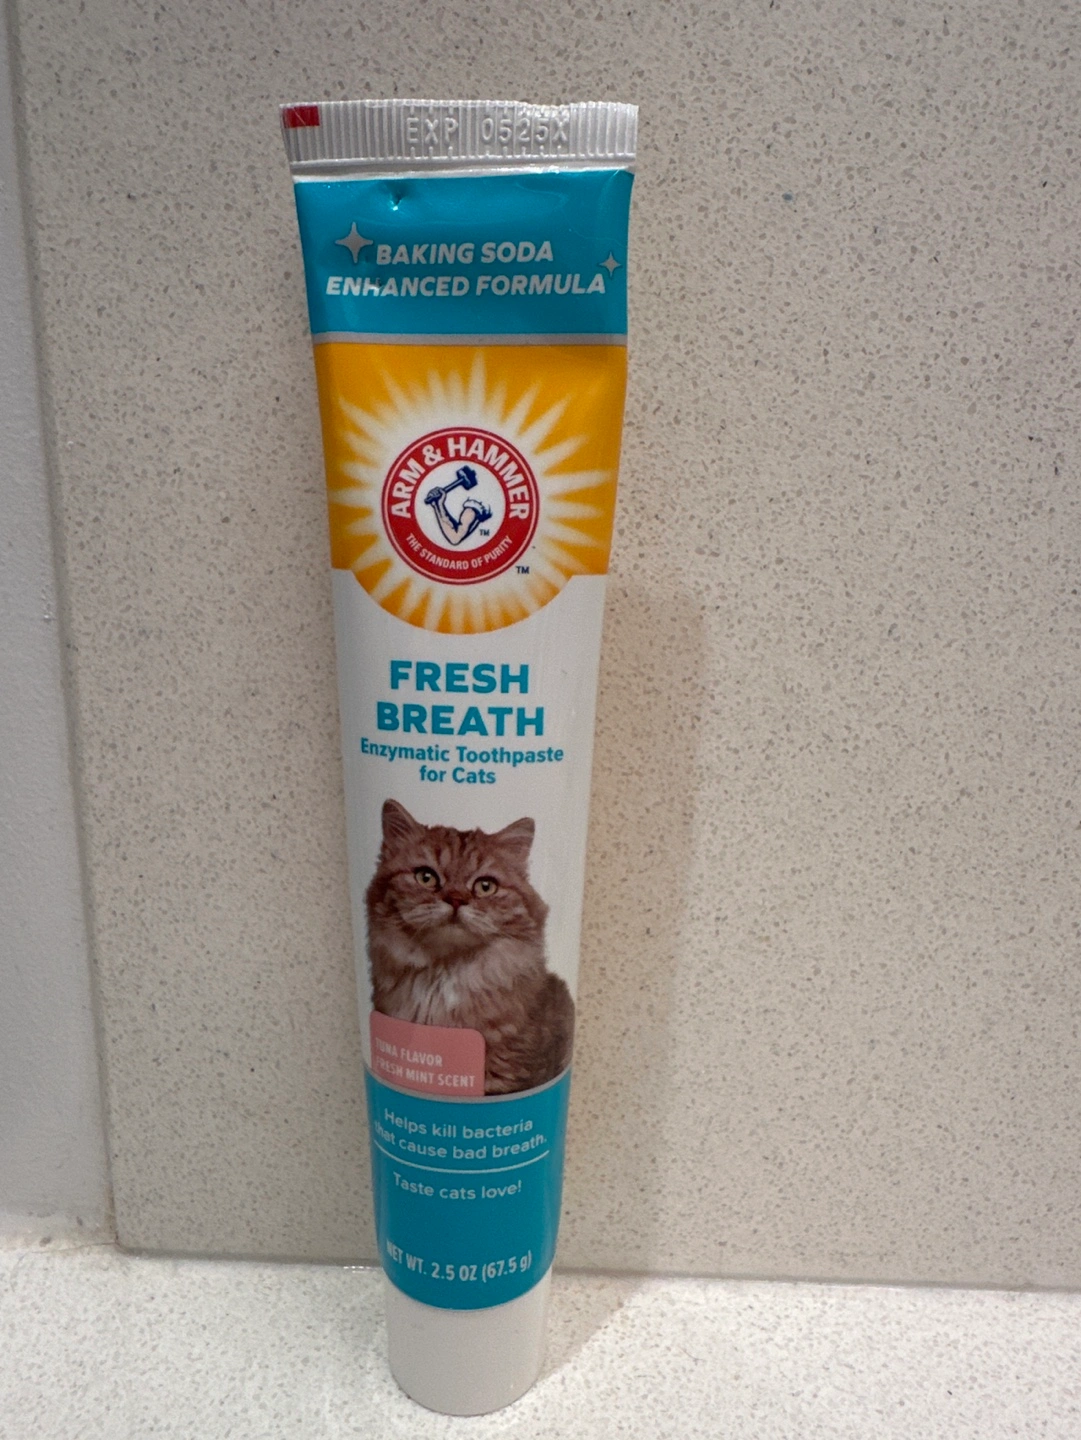 EXP 0525X
BAKING SODA
ENHANCED FORMULA
ARM & HAMMER
TM
THE STANDARD OF PURITY
TM
FRESH
BREATH
Enzymatic Toothpaste
for Cats
TUNA FLAVOR
FRESH MINT SCENT
Helps kill bacteria
that cause bad breath.
Taste cats love!
NET WT. 2.5 OZ (67.5 g)